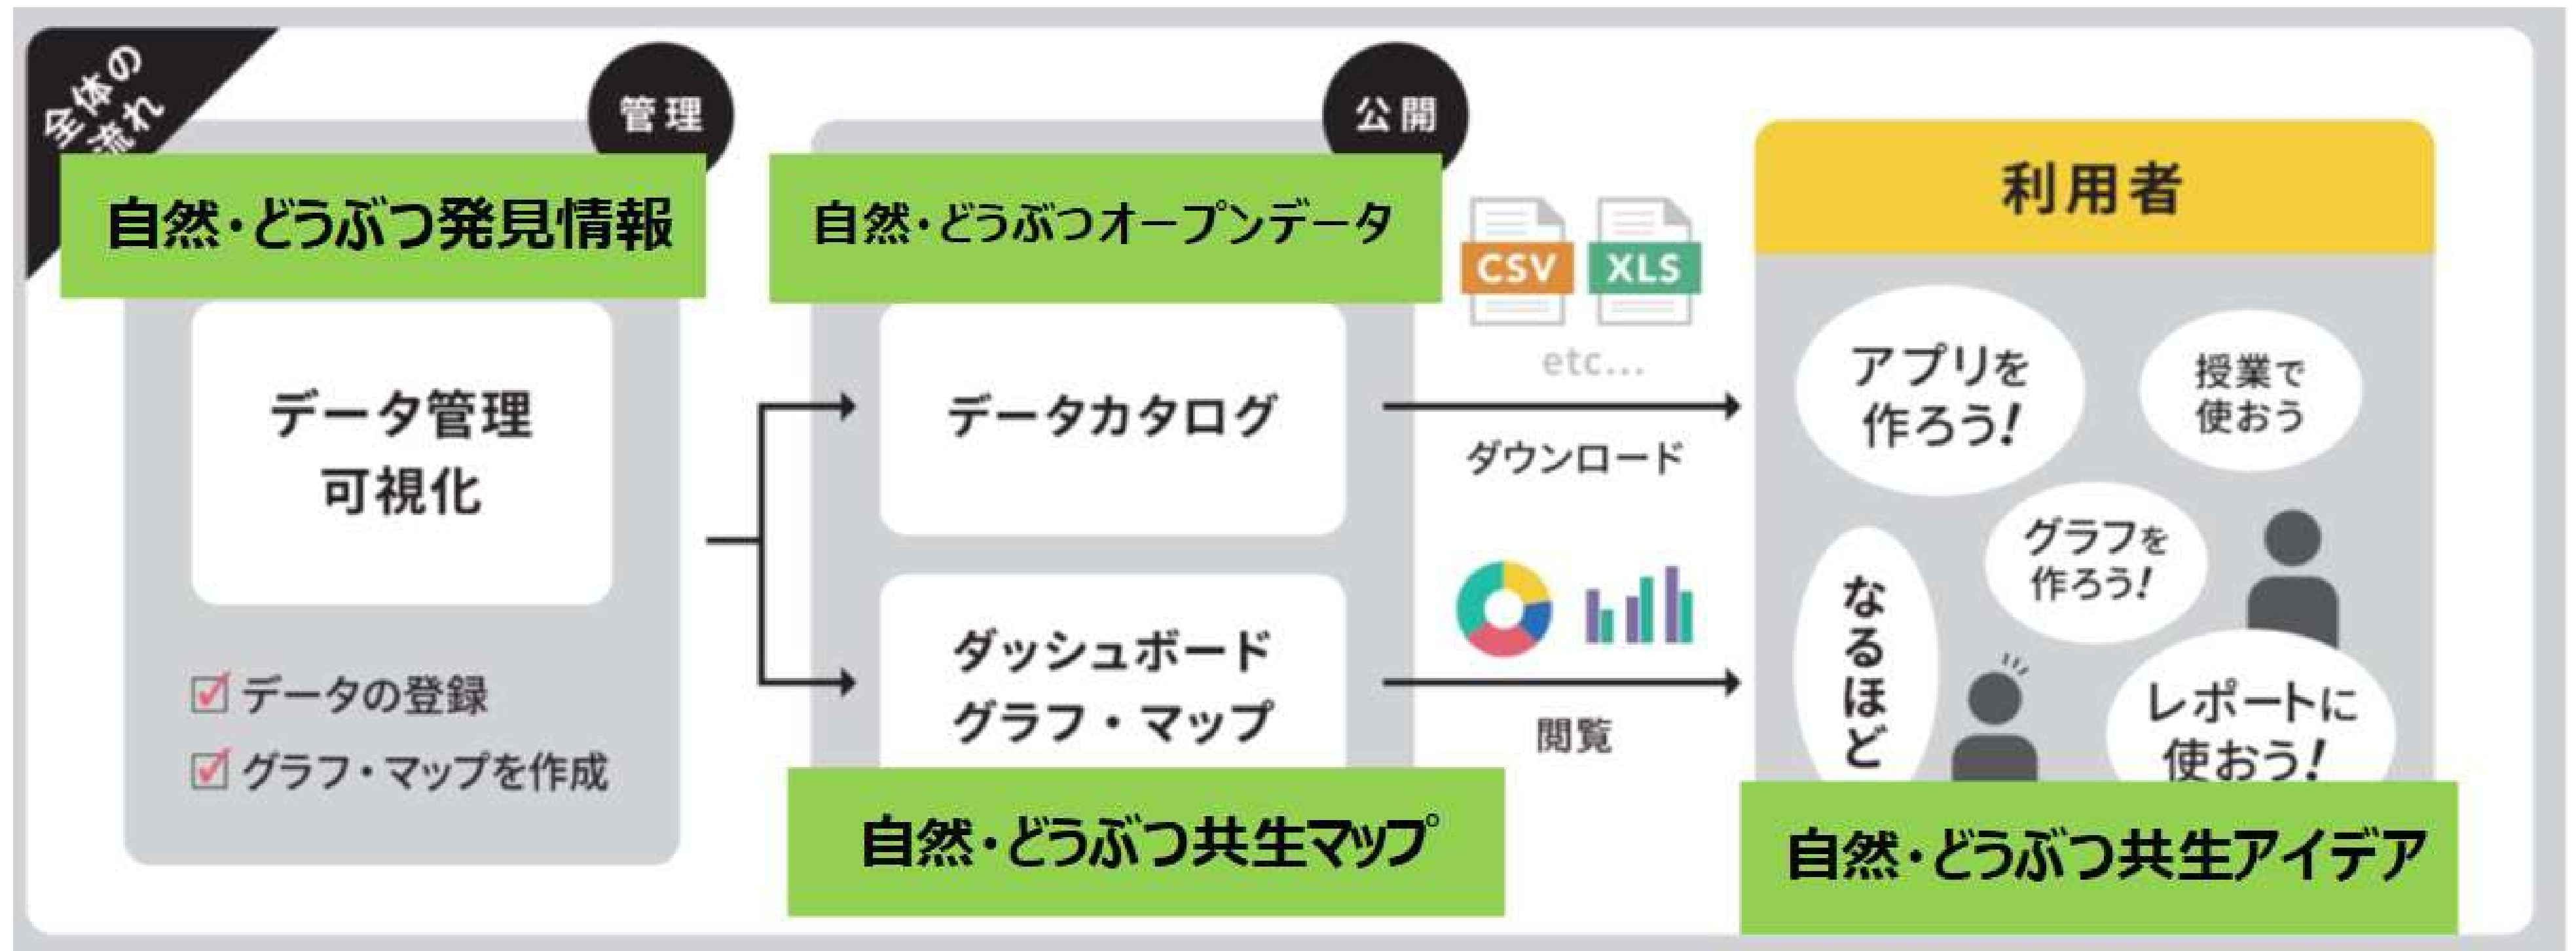 全体の
流れ
管理
自然・どうぶつ発見情報
データ管理
可視化
データの登録
グラフ・マップを作成
公開
自然・どうぶつオープンデータ
データカタログ
ダッシュボード
グラフ・マップ
自然・どうぶつ共生マップ
CSV
XLS
etc...
ダウンロード
閲覧
利用者
アプリを
作ろう!
授業で
使おう
グラフを
作ろう!
なるほど
レポートに
使おう!
自然・どうぶつ共生アイデア